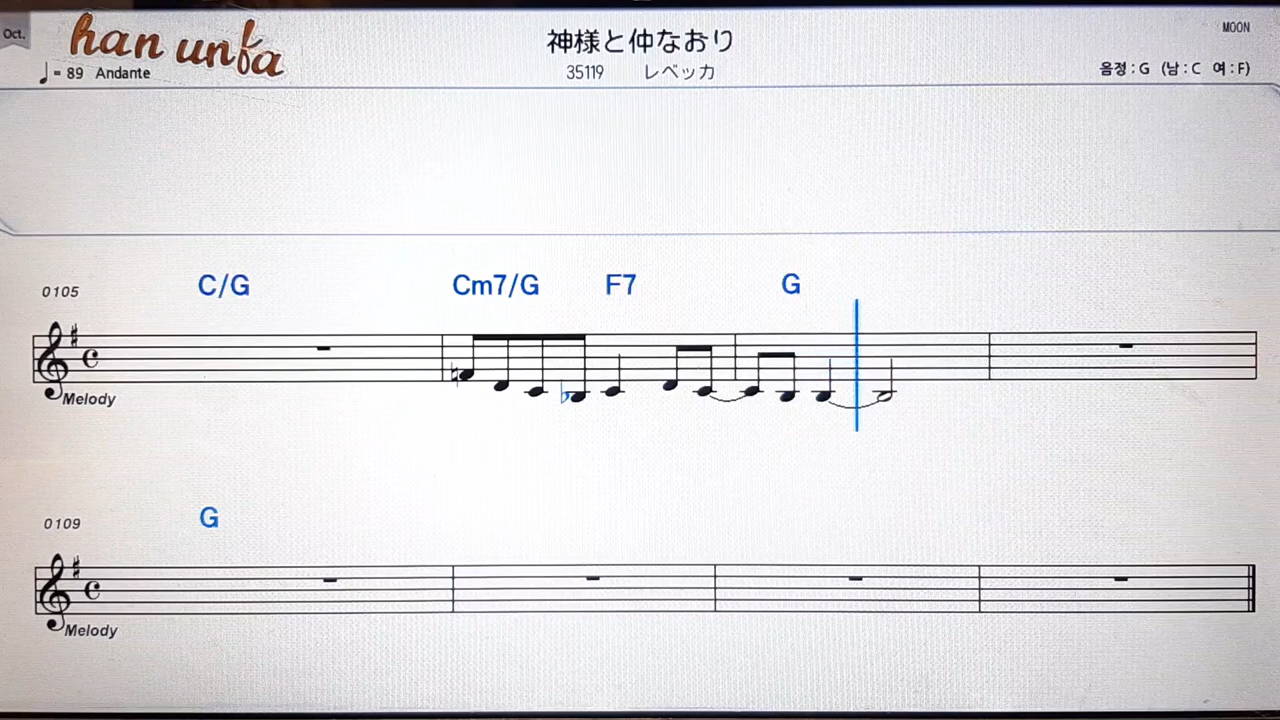 Oct.
han unfa
= 89 Andante
神様と仲なおり
35119 レベッカ
MOON
음정:G (남:C 여:F)
0105
C/G Cm7/G F7 G
Melody
0109
G
Melody